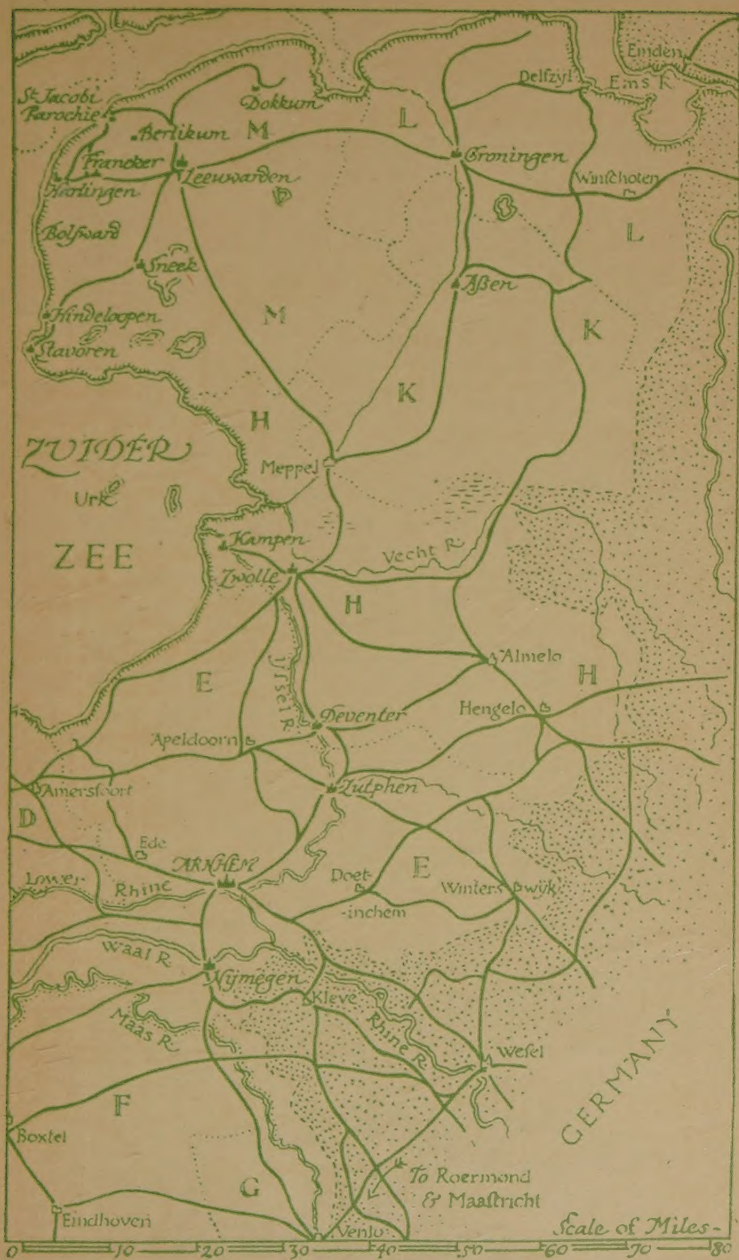 Emden
Delfzyl
Ems R
St. Jacobi
Parochie
Dokkum
Berlikum
M
L
Franeker
Groningen
Harlingen
Leeuwarden
Winschoten
Bolsward
L
Sneek
Aßen
Hindeloopen
M
K
Stavoren
H
K
ZUIDER
Meppel
Urk
Kampen
ZEE
Vecht R
Zwolle
H
Almelo
E
H
IJssel R
Hengelo
Deventer
Apeldoorn
Amersfoort
Zutphen
D
Ede
ARNHEM
E
Lower Rhine
Doet-
-inchem
Winterswyk
Waal R
Nijmegen
Kleve
Maas R
Rhine R
Wesel
GERMANY
F
Boxtel
To Roermond
& Maastricht
G
Eindhoven
Venlo
Scale of Miles-
0 10 20 30 40 50 60 70 80